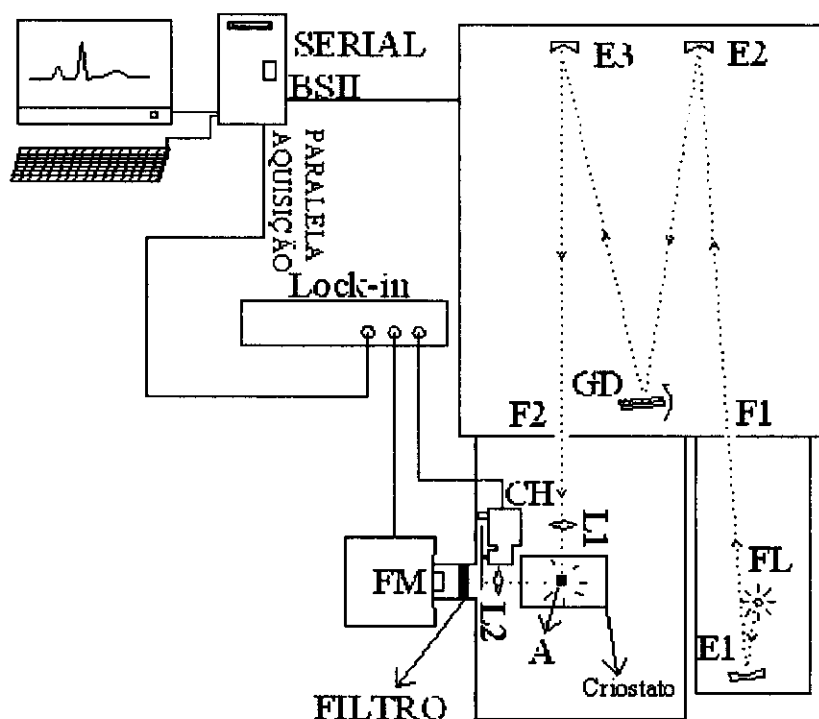 SERIAL
BSII
PARALELA
AQUISIÇÃO
Lock-in
E3
E2
GD
F2
F1
CH
L1
FM
L2
A
FL
E1
Criostato
FILTRO